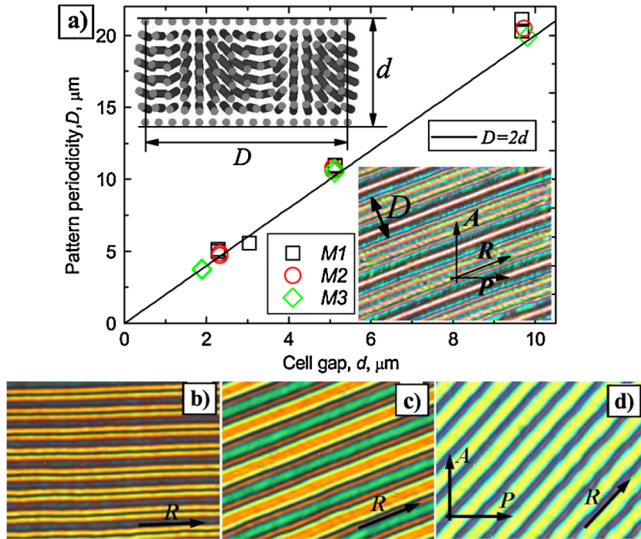 a)
Pattern periodicity, D, μm
20
15
10
5
0
d
D
D=2d
D
A
R
P
M1
M2
M3
0 2 4 6 8 10
Cell gap, d, μm
b)
R
c)
R
d)
A
P
R